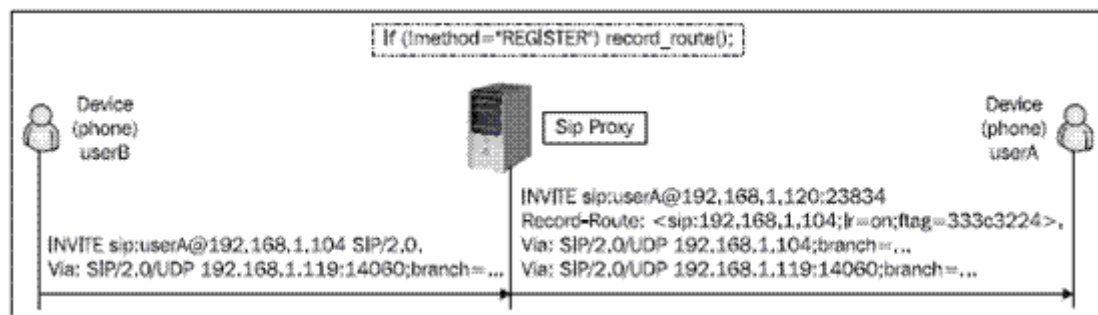 if (!method="REGISTER") record_route();
Device
(phone)
userB
Sip Proxy
Device
(phone)
userA
INVITE sip:userA@192.168.1.104 SIP/2.0.
Via: SIP/2.0/UDP 192.168.1.119:14060;branch=...
INVITE sip:userA@192.168.1.120:23834
Record-Route: <sip:192.168.1.104;lr=on;ftag=333c3224>.
Via: SIP/2.0/UDP 192.168.1.104;branch=...
Via: SIP/2.0/UDP 192.168.1.119:14060;branch=...